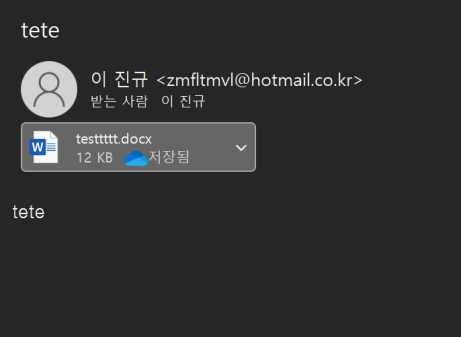 tete
이 진규 <zmfltmvl@hotmail.co.kr>
받는 사람 이 진규
testtttt.docx
12 KB 저장됨
tete